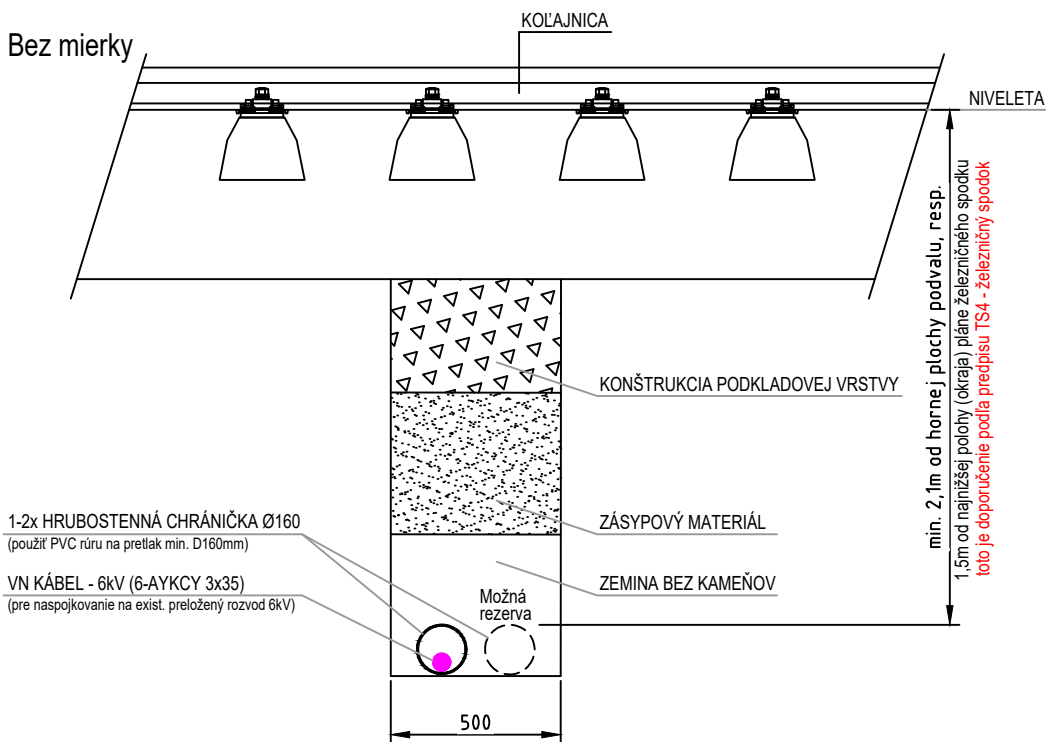 Bez mierky
KOĽAJNICA
NIVELETA
min. 2,1m od hornej plochy podvalu, resp.
1,5m od najnižšej polohy (okraja) pláne železničného spodku
toto je doporučenie podľa predpisu TS4 - železničný spodok
KONŠTRUKCIA PODKLADOVEJ VRSTVY
ZÁSYPOVÝ MATERIÁL
1-2x HRUBOSTENNÁ CHRÁNIČKA Ø160
(použiť PVC rúru na pretlak min. D160mm)
VN KÁBEL - 6kV (6-AYKCY 3x35)
(pre naspojkovanie na exist. preložený rozvod 6kV)
ZEMINA BEZ KAMEŇOV
Možná
rezerva
500